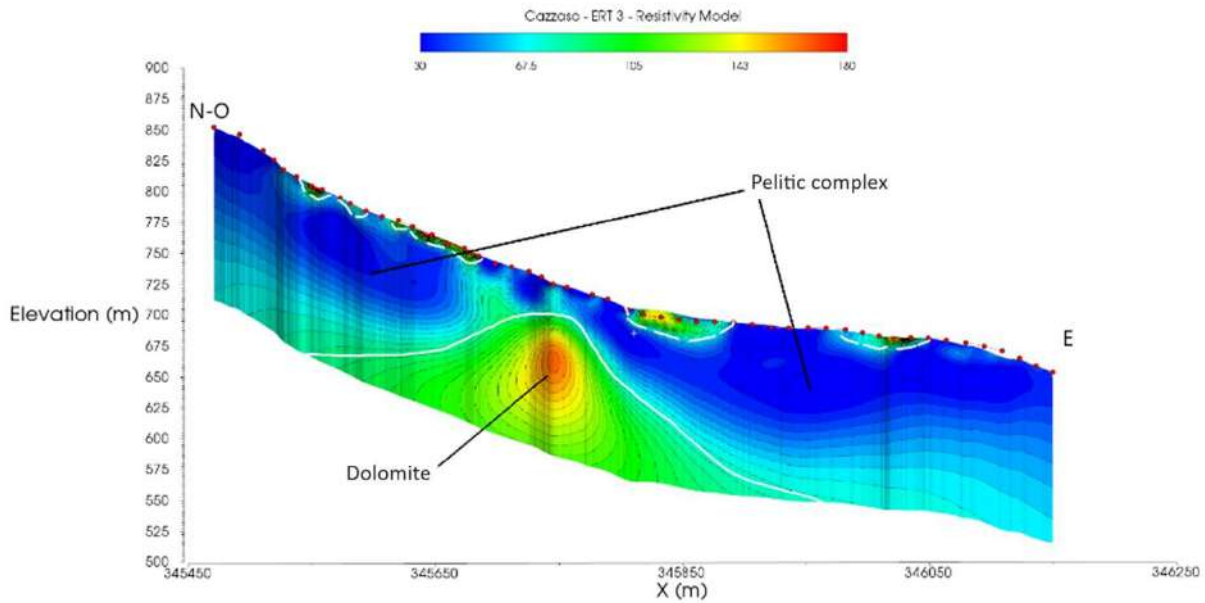 Cazzaso - ERT 3 - Resistivity Model
30 67.5 105 143 180
900
875
N-O
850
825
800
Pelitic complex
775
750
725
Elevation (m)
700
E
675
650
625
600
Dolomite
575
550
525
500
345450 345650 345850 346050 346250
X (m)